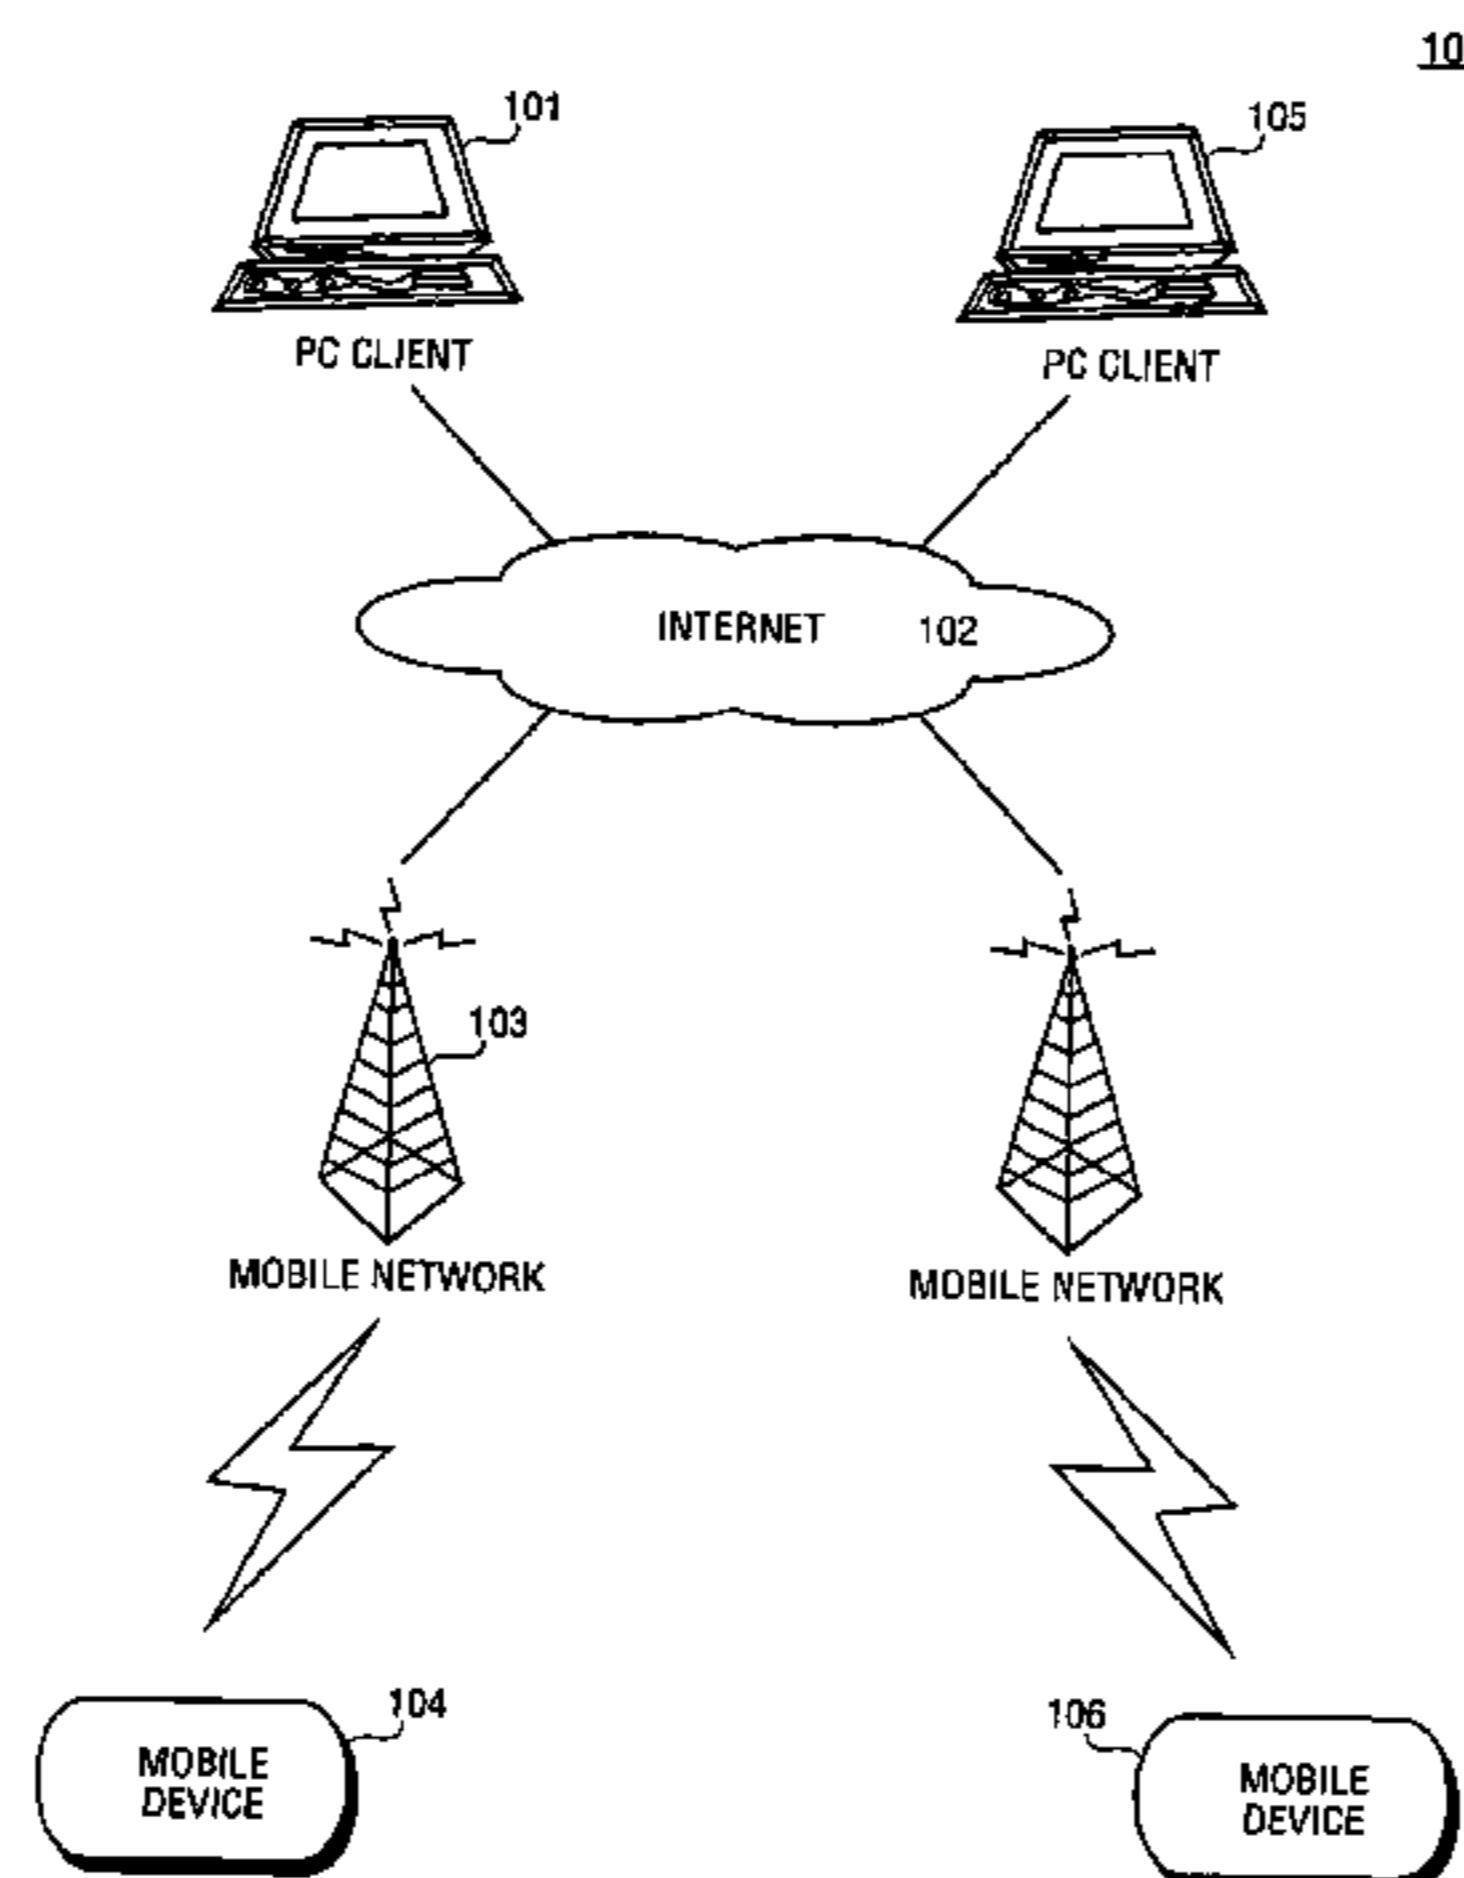 10
101
105
PC CLIENT
PC CLIENT
INTERNET 102
103
MOBILE NETWORK
MOBILE NETWORK
104
106
MOBILE
DEVICE
MOBILE
DEVICE